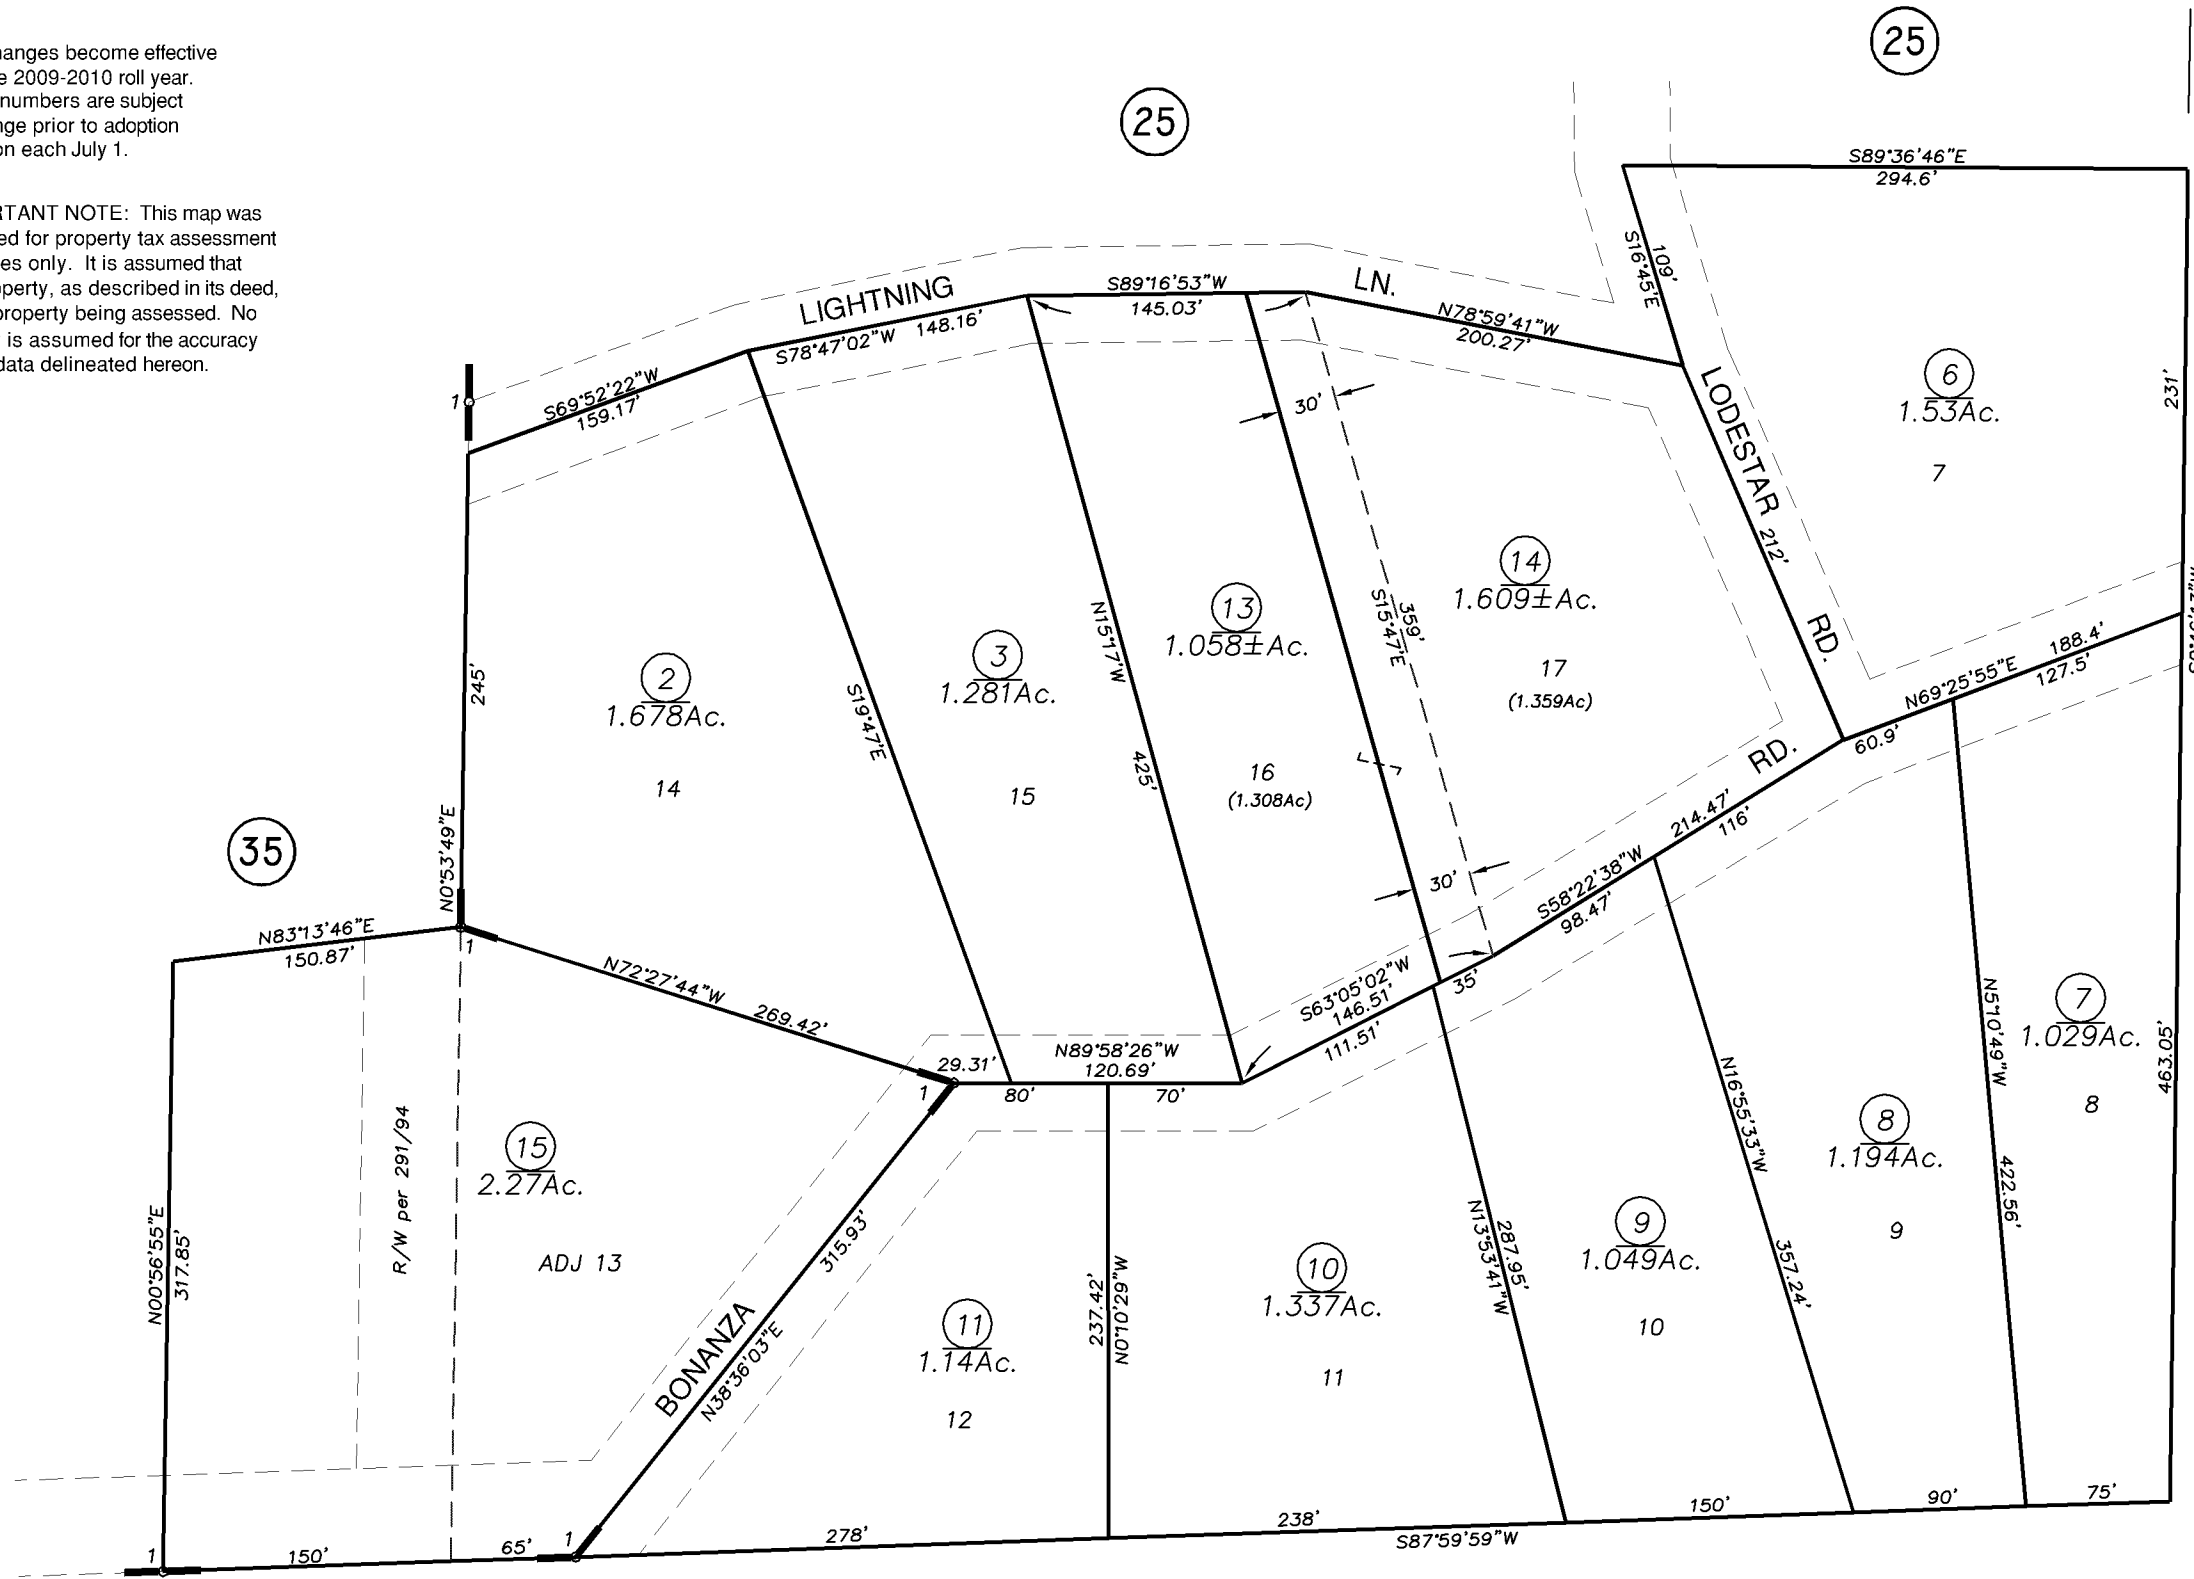 hanges become effective
e 2009-2010 roll year.
numbers are subject
nge prior to adoption
on each July 1.
RTANT NOTE: This map was
ed for property tax assessment
es only. It is assumed that
perty, as described in its deed,
property being assessed. No
is assumed for the accuracy
data delineated hereon.
25
25
S89°36'46"E
294.6'
S16°45'E
109'
LIGHTNING
LN.
S89°16'53"W
145.03'
N78°59'41"W
200.27'
S78°47'02"W 148.16'
S69°52'22"W
159.17'
1
30'
LODESTAR
RD.
212'
6
1.53Ac.
7
231'
14
1.609±Ac.
17
(1.359Ac)
359'
S15°47'E
13
1.058±Ac.
16
(1.308Ac)
N15°17'W
425'
3
1.281Ac.
15
S19°47'E
2
1.678Ac.
14
245'
N0°53'49"E
188.4'
N69°25'55"E
127.5'
60.9'
RD.
214.47'
116'
S58°22'38"W
98.47'
30'
35
N83°13'46"E
150.87'
1
N72°27'44"W
269.42'
S63°05'02"W
146.51'
111.51'
35'
29.31'
N89°58'26"W
120.69'
1
80'
70'
7
1.029Ac.
8
463.05'
N5°10'49"W
422.56'
8
1.194Ac.
9
N16°55'33"W
357.24'
9
1.049Ac.
10
287.95'
N13°53'41"W
10
1.337Ac.
11
237.42'
N0°10'29"W
11
1.14Ac.
12
15
2.27Ac.
ADJ 13
R/W per 291/94
N00°56'55"E
317.85'
315.93'
BONANZA
N38°36'03"E
1
150'
65'
1
278'
238'
S87°59'59"W
150'
90'
75'